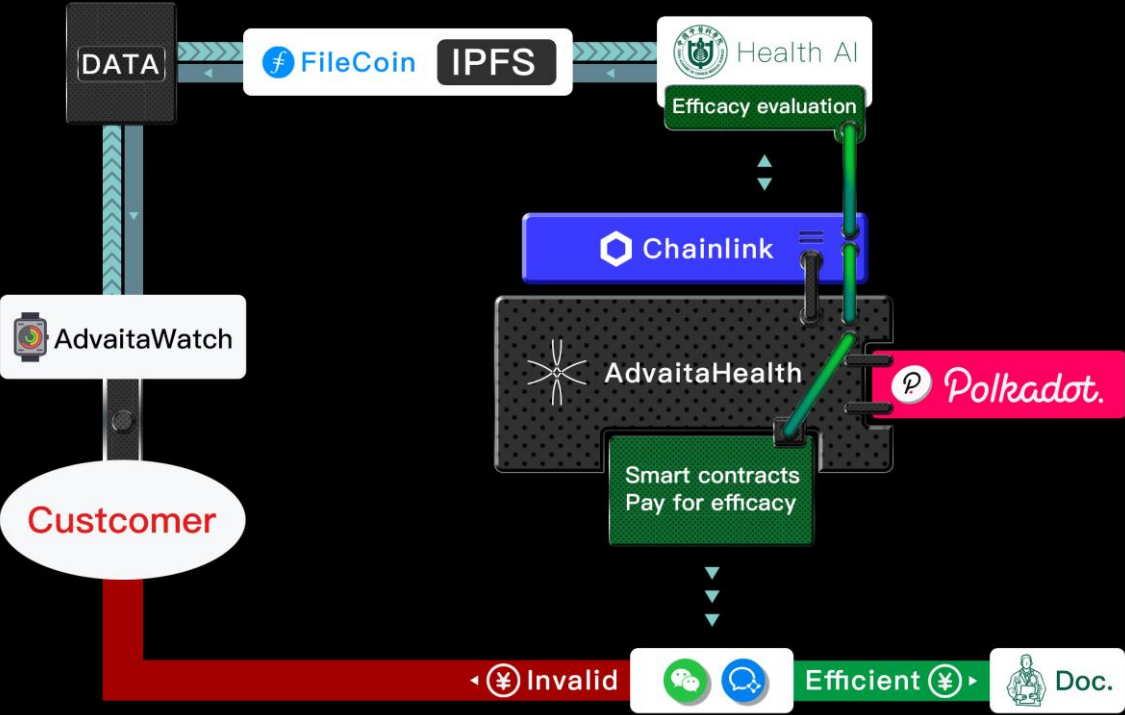 DATA
FileCoin
IPFS
Health AI
Efficacy evaluation
Chainlink
AdvaitaWatch
AdvaitaHealth
Polkadot.
Smart contracts
Pay for efficacy
Custcomer
Invalid
Efficient
Doc.